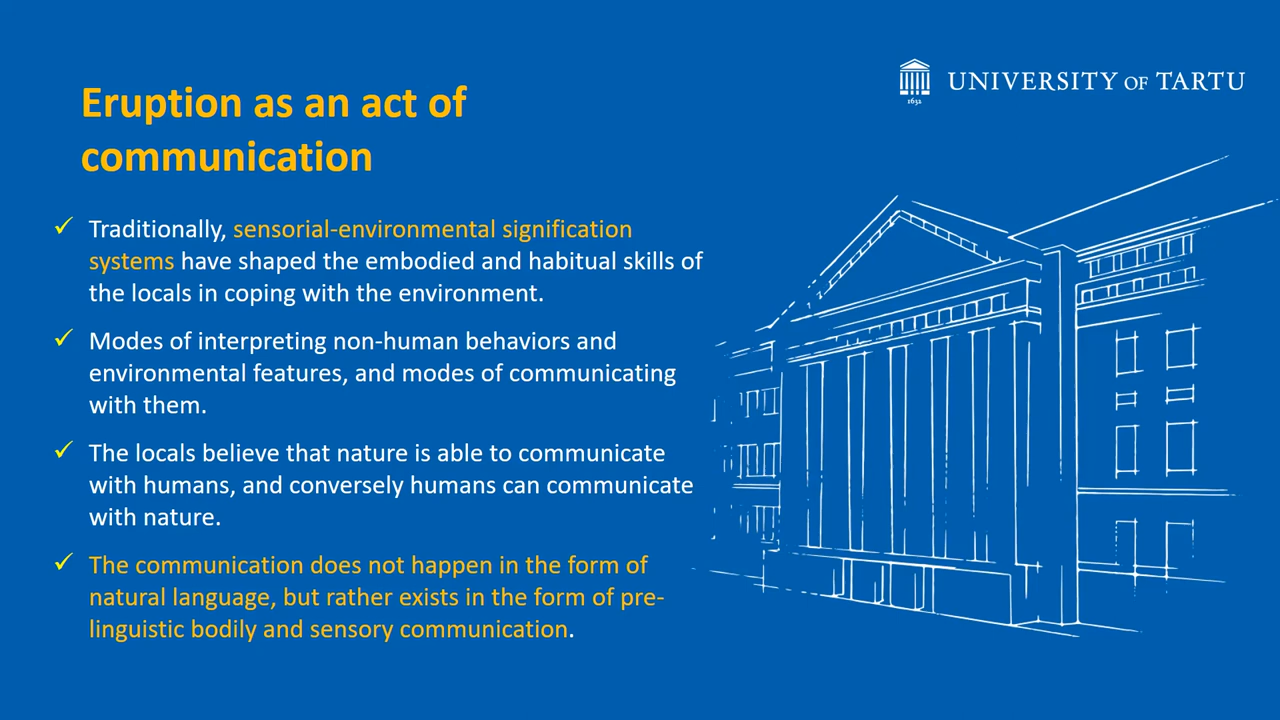 UNIVERSITY OF TARTU
1632
Eruption as an act of
communication
Traditionally, sensorial-environmental signification
systems have shaped the embodied and habitual skills of
the locals in coping with the environment.
Modes of interpreting non-human behaviors and
environmental features, and modes of communicating
with them.
The locals believe that nature is able to communicate
with humans, and conversely humans can communicate
with nature.
The communication does not happen in the form of
natural language, but rather exists in the form of pre-
linguistic bodily and sensory communication.